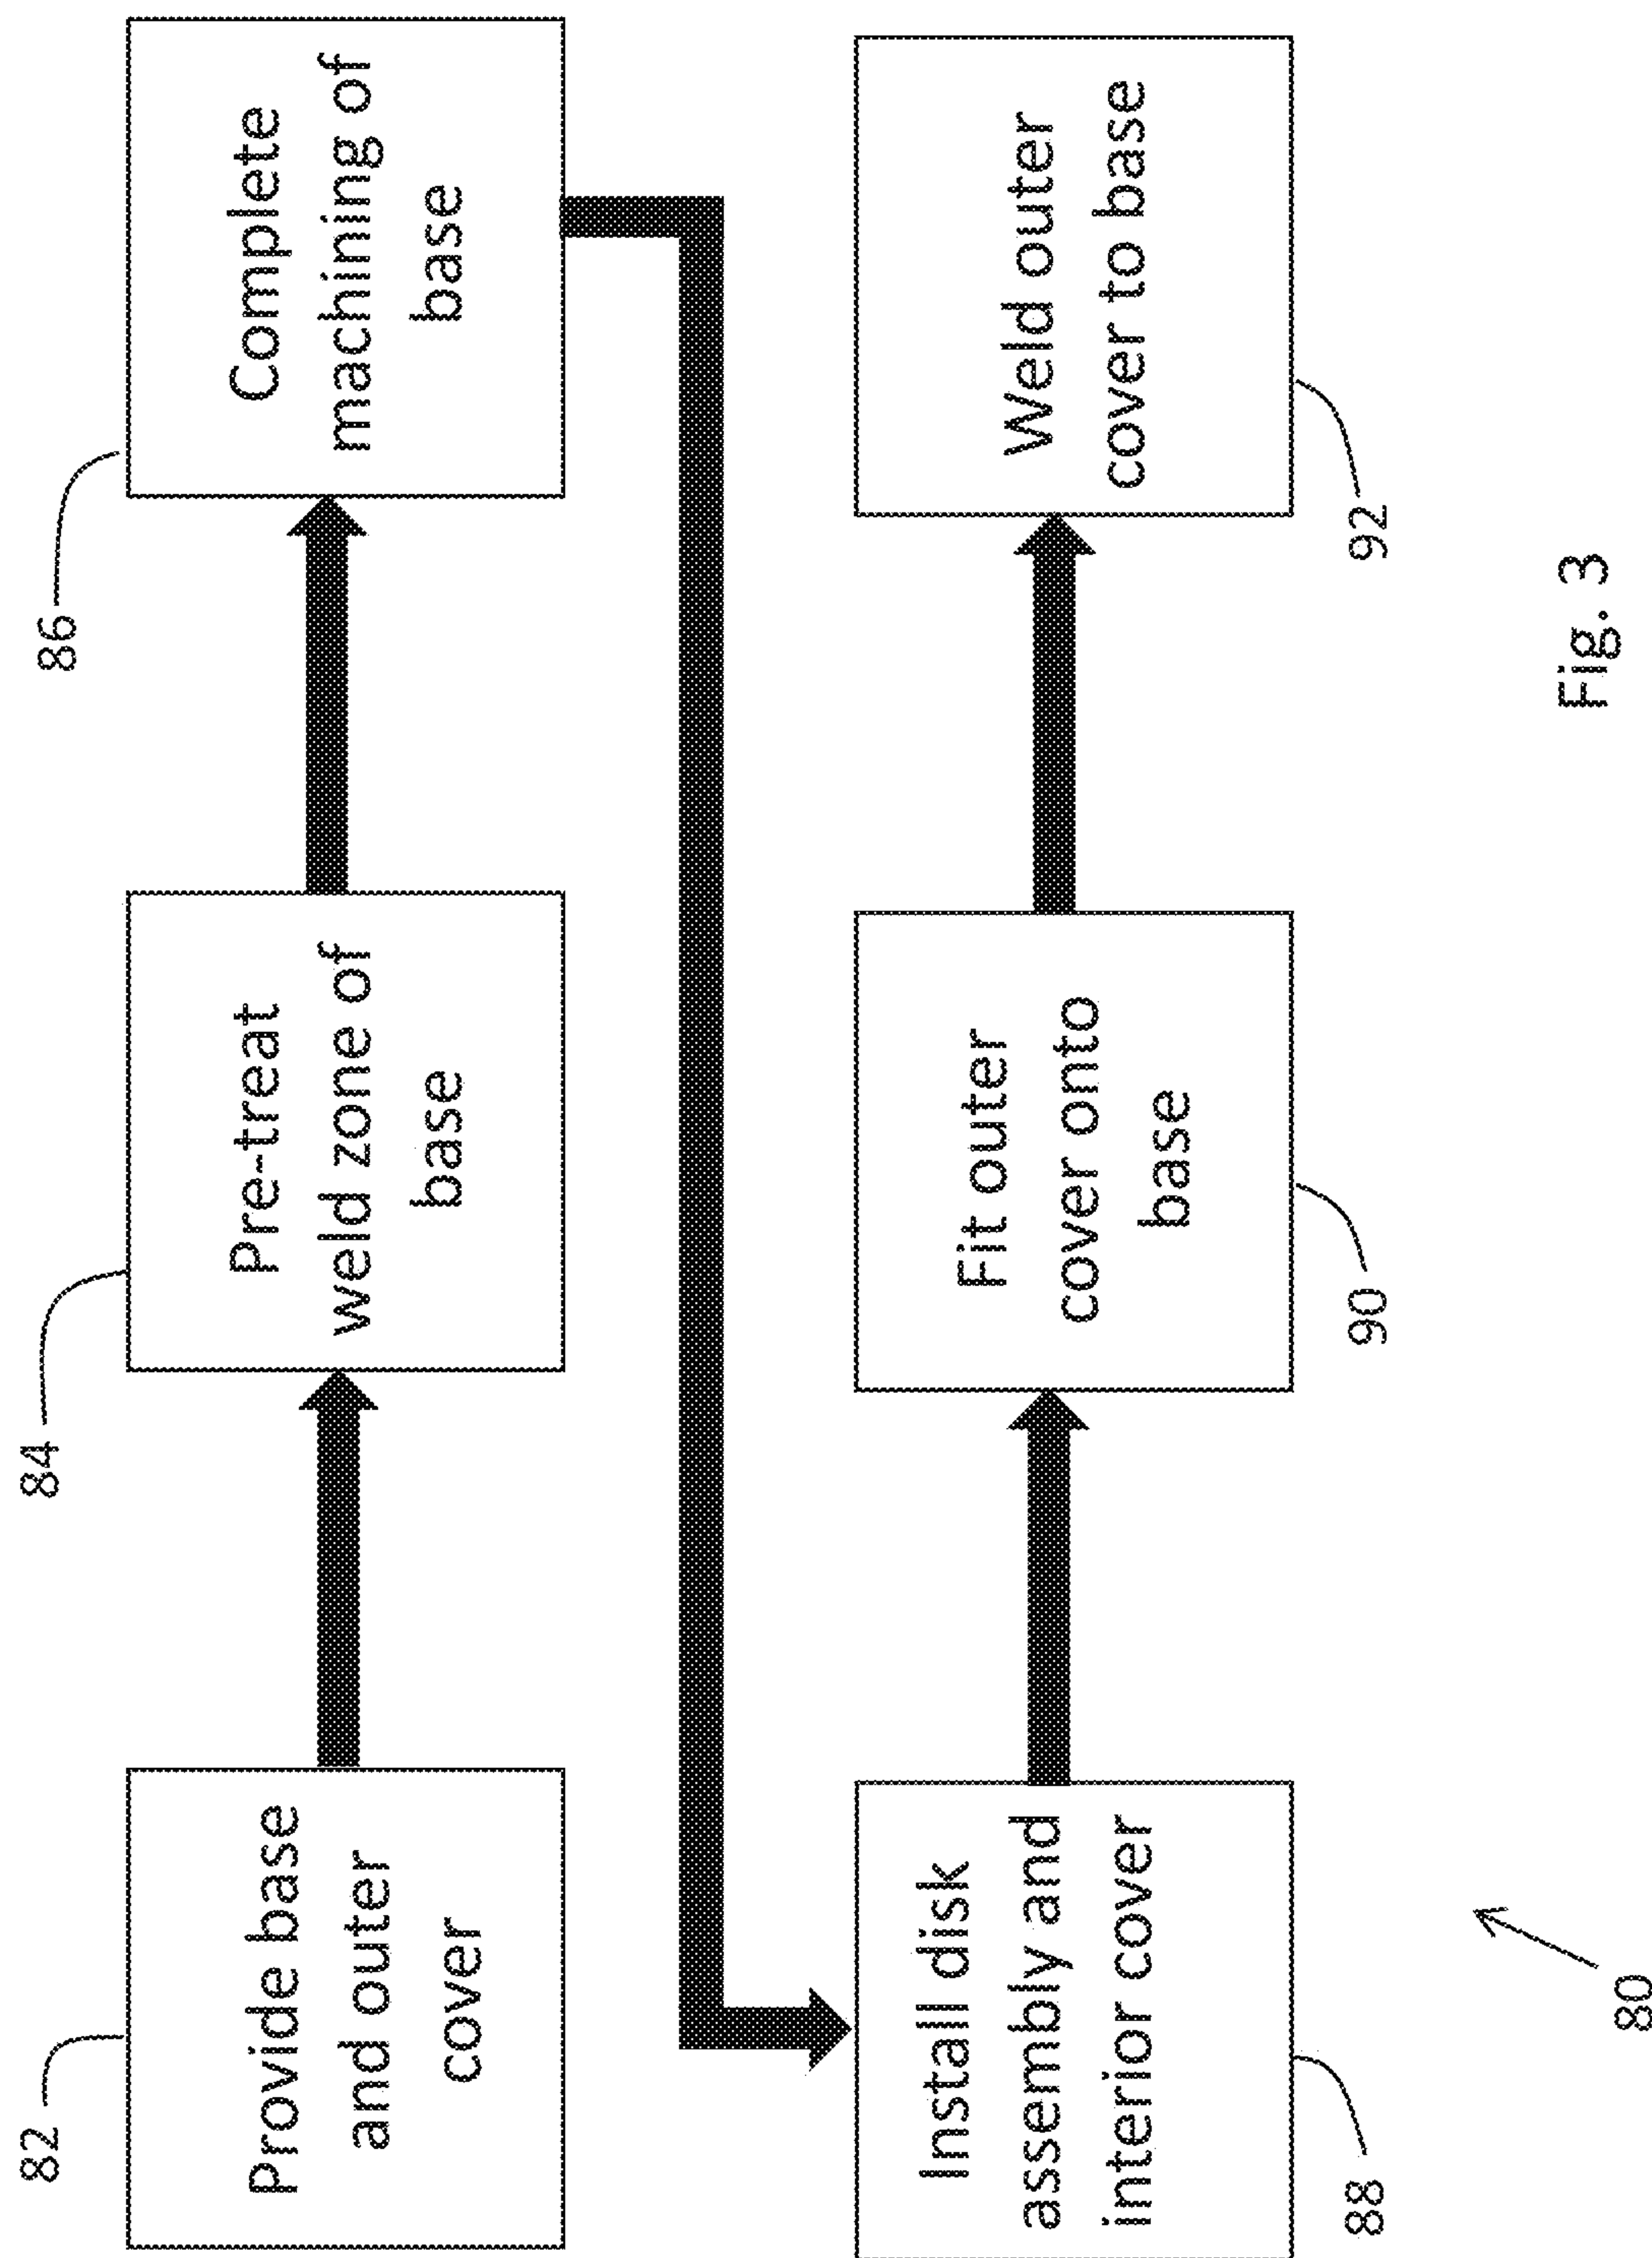 82
Provide base
and outer
cover
84
Pre-treat
weld zone of
base
86
Complete
machining of
base
Install disk
assembly and
interior cover
88
Fit outer
cover onto
base
90
Weld outer
cover to base
92
80
Fig. 3